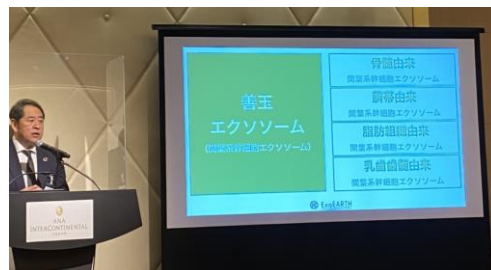 善玉
エクソソーム
骨髄由来
間葉系幹細胞エクソソーム
臍帯由来
間葉系幹細胞エクソソーム
脂肪組織由来
間葉系幹細胞エクソソーム
乳歯歯髄由来
間葉系幹細胞エクソソーム
ExoEARTH
ANA
INTERCONTINENTAL